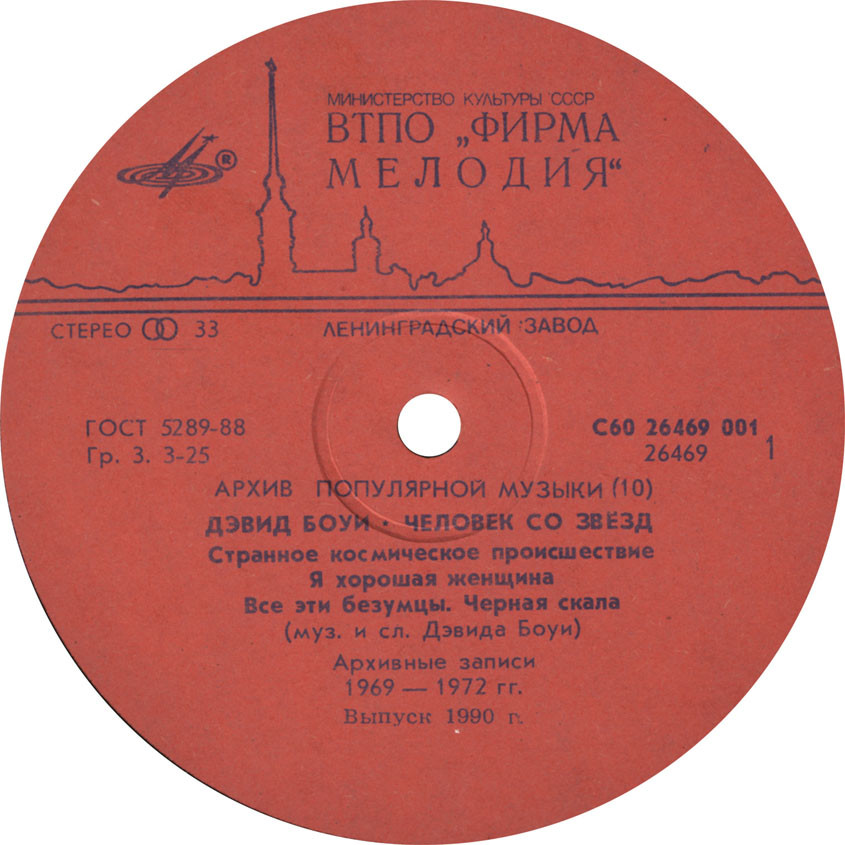 МИНИСТЕРСТВО КУЛЬТУРЫ СССР
ВТПО „ФИРМА
МЕЛОДИЯ“
®
СТЕРЕО 33
ЛЕНИНГРАДСКИЙ ЗАВОД
ГОСТ 5289-88
Гр. 3. 3-25
С60 26469 001
26469 1
АРХИВ ПОПУЛЯРНОЙ МУЗЫКИ (10)
ДЭВИД БОУИ · ЧЕЛОВЕК СО ЗВЁЗД
Странное космическое происшествие
Я хорошая женщина
Все эти безумцы. Черная скала
(муз. и сл. Дэвида Боуи)
Архивные записи
1969 — 1972 гг.
Выпуск 1990 г.